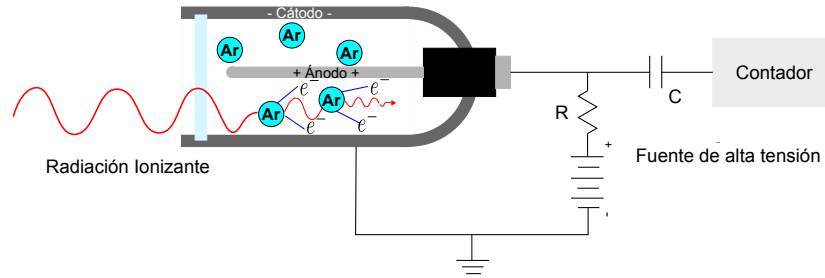 - Cátodo -
Ar
Ar
Ar
+ Ánodo +
e⁻
e⁻
Ar
Ar
e⁻
e⁻
Radiación Ionizante
R
C
Contador
+
Fuente de alta tensión
-